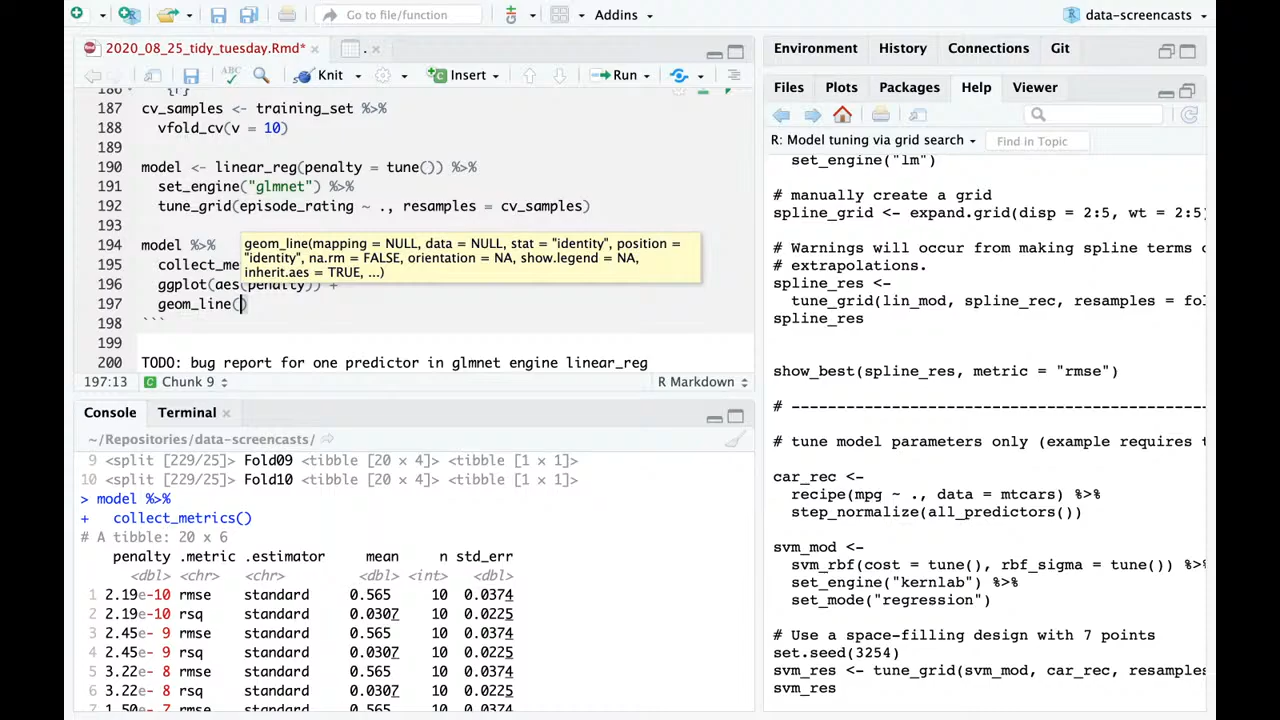 Go to file/function
Addins
data-screencasts
2020_08_25_tidy_tuesday.Rmd*
.
Knit
Insert
Run
186 ```{r}
187 cv_samples <- training_set %>%
188 vfold_cv(v = 10)
189
190 model <- linear_reg(penalty = tune()) %>%
191 set_engine("glmnet") %>%
192 tune_grid(episode_rating ~ ., resamples = cv_samples)
193
194 model %>%
geom_line(mapping = NULL, data = NULL, stat = "identity", position =
"identity", na.rm = FALSE, orientation = NA, show.legend = NA,
inherit.aes = TRUE, ...)
195 collect_me
196 ggplot(aes(penalty)) +
197 geom_line()
198 ```
199
200 TODO: bug report for one predictor in glmnet engine linear_reg
197:13 Chunk 9 R Markdown
Console Terminal
~/Repositories/data-screencasts/
9 <split [229/25]> Fold09 <tibble [20 × 4]> <tibble [1 × 1]>
10 <split [229/25]> Fold10 <tibble [20 × 4]> <tibble [1 × 1]>
> model %>%
+ collect_metrics()
# A tibble: 20 x 6
penalty .metric .estimator mean n std_err
<dbl> <chr> <chr> <dbl> <int> <dbl>
1 2.19e-10 rmse standard 0.565 10 0.0374
2 2.19e-10 rsq standard 0.0307 10 0.0225
3 2.45e- 9 rmse standard 0.565 10 0.0374
4 2.45e- 9 rsq standard 0.0307 10 0.0225
5 3.22e- 8 rmse standard 0.565 10 0.0374
6 3.22e- 8 rsq standard 0.0307 10 0.0225
7 1.50e- 7 rmse standard 0.565 10 0.0374
Environment History Connections Git
Files Plots Packages Help Viewer
R: Model tuning via grid search Find in Topic
set_engine("lm")
# manually create a grid
spline_grid <- expand.grid(disp = 2:5, wt = 2:5)
# Warnings will occur from making spline terms o
# extrapolations.
spline_res <-
tune_grid(lin_mod, spline_rec, resamples = fol
spline_res
show_best(spline_res, metric = "rmse")
# ------------------------------------------
# tune model parameters only (example requires t
car_rec <-
recipe(mpg ~ ., data = mtcars) %>%
step_normalize(all_predictors())
svm_mod <-
svm_rbf(cost = tune(), rbf_sigma = tune()) %>%
set_engine("kernlab") %>%
set_mode("regression")
# Use a space-filling design with 7 points
set.seed(3254)
svm_res <- tune_grid(svm_mod, car_rec, resamples
svm_res